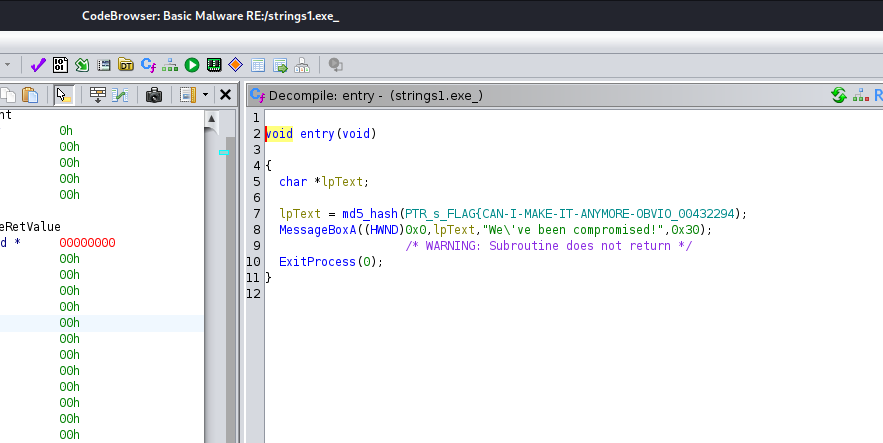 CodeBrowser: Basic Malware RE:/strings1.exe_
Decompile: entry - (strings1.exe_)
nt
0h
00h
00h
00h
00h
eRetValue
d * 00000000
00h
00h
00h
00h
00h
00h
00h
00h
00h
00h
00h
00h
1
2 void entry(void)
3
4 {
5 char *lpText;
6
7 lpText = md5_hash(PTR_s_FLAG{CAN-I-MAKE-IT-ANYMORE-OBVIO_00432294);
8 MessageBoxA((HWND)0x0,lpText,"We\'ve been compromised!",0x30);
9 /* WARNING: Subroutine does not return */
10 ExitProcess(0);
11 }
12